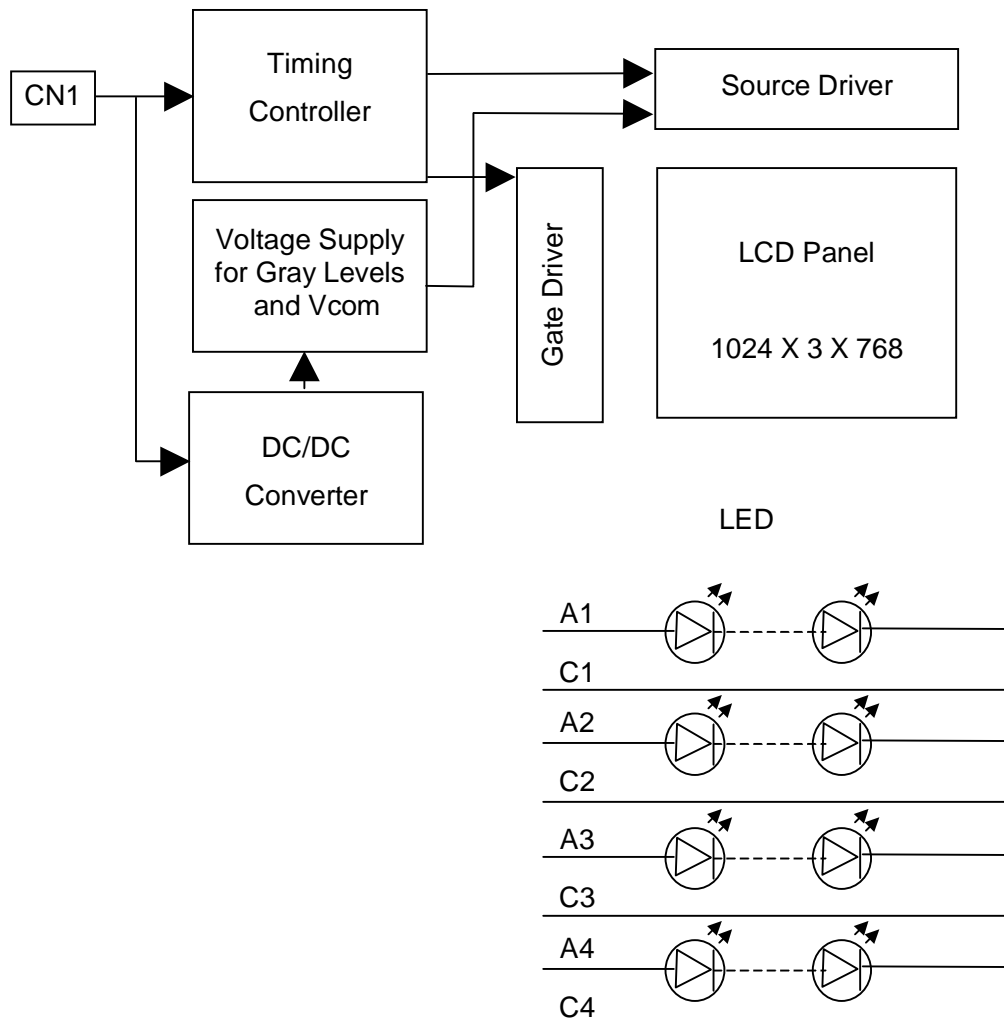 CN1
Timing
Controller
Source Driver
Voltage Supply
for Gray Levels
and Vcom
Gate Driver
LCD Panel
1024 X 3 X 768
DC/DC
Converter
LED
A1
C1
A2
C2
A3
C3
A4
C4